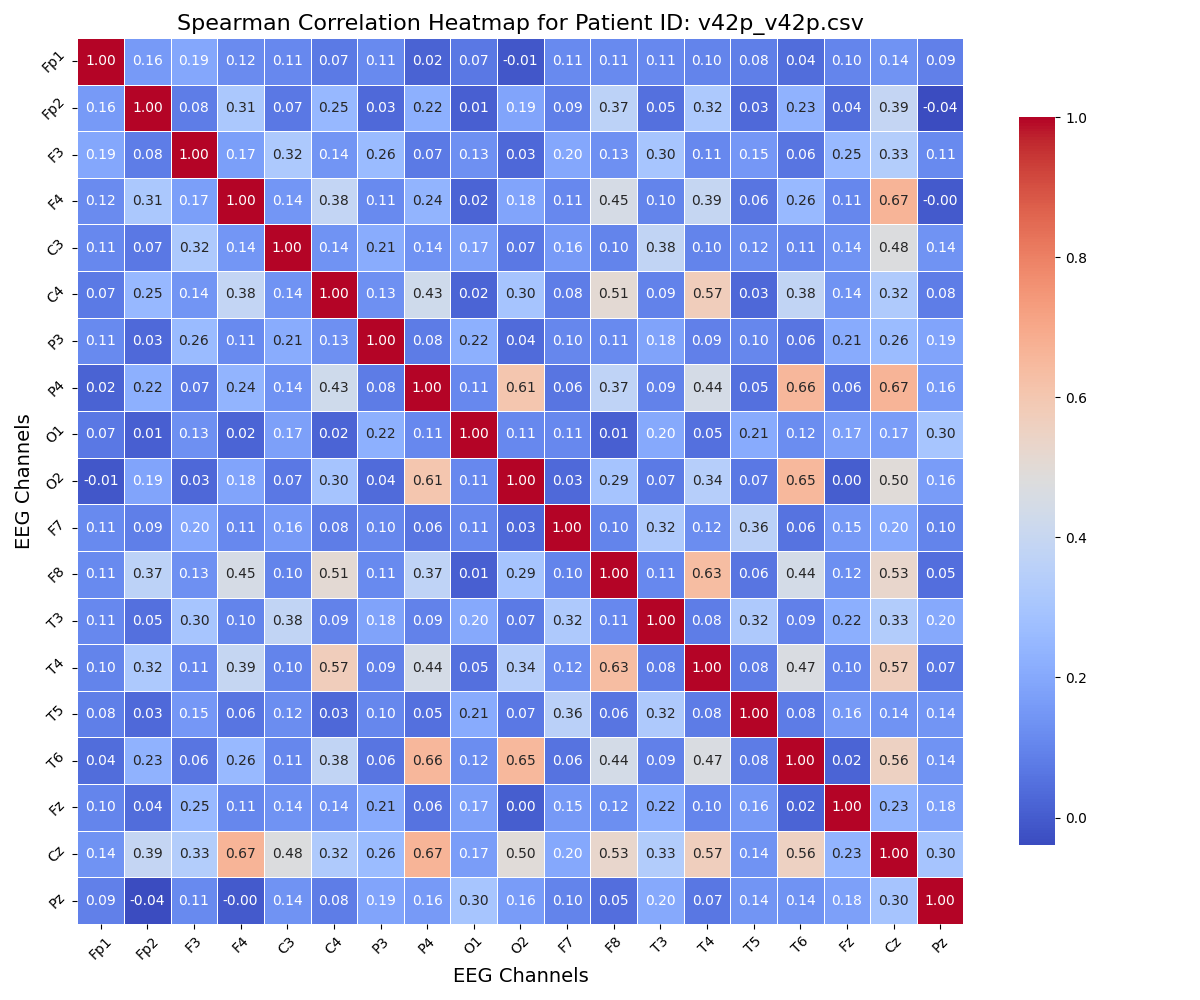 Spearman Correlation Heatmap for Patient ID: v42p_v42p.csv
Fp1 1.00 0.16 0.19 0.12 0.11 0.07 0.11 0.02 0.07 -0.01 0.11 0.11 0.11 0.10 0.08 0.04 0.10 0.14 0.09
Fp2 0.16 1.00 0.08 0.31 0.07 0.25 0.03 0.22 0.01 0.19 0.09 0.37 0.05 0.32 0.03 0.23 0.04 0.39 -0.04
F3 0.19 0.08 1.00 0.17 0.32 0.14 0.26 0.07 0.13 0.03 0.20 0.13 0.30 0.11 0.15 0.06 0.25 0.33 0.11
F4 0.12 0.31 0.17 1.00 0.14 0.38 0.11 0.24 0.02 0.18 0.11 0.45 0.10 0.39 0.06 0.26 0.11 0.67 -0.00
C3 0.11 0.07 0.32 0.14 1.00 0.14 0.21 0.14 0.17 0.07 0.16 0.10 0.38 0.10 0.12 0.11 0.14 0.48 0.14
C4 0.07 0.25 0.14 0.38 0.14 1.00 0.13 0.43 0.02 0.30 0.08 0.51 0.09 0.57 0.03 0.38 0.14 0.32 0.08
P3 0.11 0.03 0.26 0.11 0.21 0.13 1.00 0.08 0.22 0.04 0.10 0.11 0.18 0.09 0.10 0.06 0.21 0.26 0.19
P4 0.02 0.22 0.07 0.24 0.14 0.43 0.08 1.00 0.11 0.61 0.06 0.37 0.09 0.44 0.05 0.66 0.06 0.67 0.16
O1 0.07 0.01 0.13 0.02 0.17 0.02 0.22 0.11 1.00 0.11 0.11 0.01 0.20 0.05 0.21 0.12 0.17 0.17 0.30
O2 -0.01 0.19 0.03 0.18 0.07 0.30 0.04 0.61 0.11 1.00 0.03 0.29 0.07 0.34 0.07 0.65 0.00 0.50 0.16
F7 0.11 0.09 0.20 0.11 0.16 0.08 0.10 0.06 0.11 0.03 1.00 0.10 0.32 0.12 0.36 0.06 0.15 0.20 0.10
F8 0.11 0.37 0.13 0.45 0.10 0.51 0.11 0.37 0.01 0.29 0.10 1.00 0.11 0.63 0.06 0.44 0.12 0.53 0.05
T3 0.11 0.05 0.30 0.10 0.38 0.09 0.18 0.09 0.20 0.07 0.32 0.11 1.00 0.08 0.32 0.09 0.22 0.33 0.20
T4 0.10 0.32 0.11 0.39 0.10 0.57 0.09 0.44 0.05 0.34 0.12 0.63 0.08 1.00 0.08 0.47 0.10 0.57 0.07
T5 0.08 0.03 0.15 0.06 0.12 0.03 0.10 0.05 0.21 0.07 0.36 0.06 0.32 0.08 1.00 0.08 0.16 0.14 0.14
T6 0.04 0.23 0.06 0.26 0.11 0.38 0.06 0.66 0.12 0.65 0.06 0.44 0.09 0.47 0.08 1.00 0.02 0.56 0.14
Fz 0.10 0.04 0.25 0.11 0.14 0.14 0.21 0.06 0.17 0.00 0.15 0.12 0.22 0.10 0.16 0.02 1.00 0.23 0.18
Cz 0.14 0.39 0.33 0.67 0.48 0.32 0.26 0.67 0.17 0.50 0.20 0.53 0.33 0.57 0.14 0.56 0.23 1.00 0.30
Pz 0.09 -0.04 0.11 -0.00 0.14 0.08 0.19 0.16 0.30 0.16 0.10 0.05 0.20 0.07 0.14 0.14 0.18 0.30 1.00
Fp1 Fp2 F3 F4 C3 C4 P3 P4 O1 O2 F7 F8 T3 T4 T5 T6 Fz Cz Pz
EEG Channels
EEG Channels
1.0
0.8
0.6
0.4
0.2
0.0